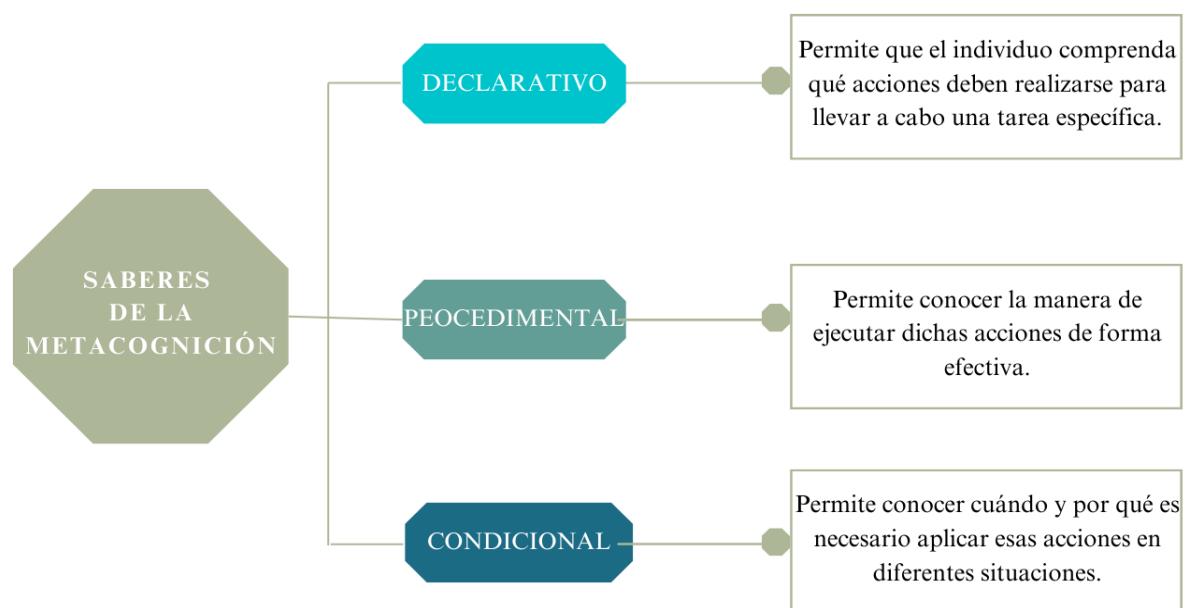 SABERES
DE LA
METACOGNICIÓN
DECLARATIVO
Permite que el individuo comprenda
qué acciones deben realizarse para
llevar a cabo una tarea específica.
PEOCEDIMENTAL
Permite conocer la manera de
ejecutar dichas acciones de forma
efectiva.
CONDICIONAL
Permite conocer cuándo y por qué es
necesario aplicar esas acciones en
diferentes situaciones.